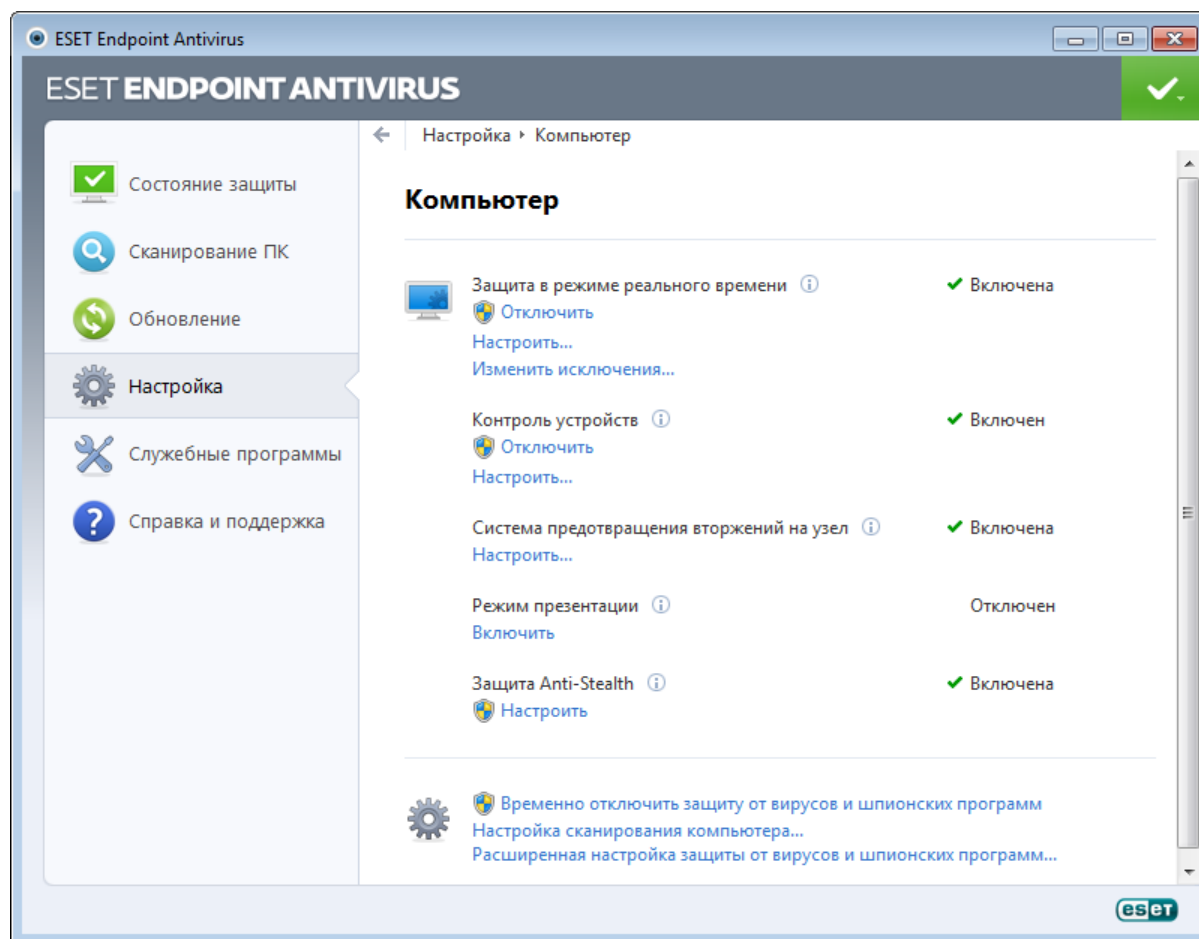 ESET Endpoint Antivirus
ESET ENDPOINT ANTIVIRUS
Настройка ▸ Компьютер
Состояние защиты
Сканирование ПК
Обновление
Настройка
Служебные программы
Справка и поддержка
Компьютер
Защита в режиме реального времени Включена
Отключить
Настроить...
Изменить исключения...
Контроль устройств Включен
Отключить
Настроить...
Система предотвращения вторжений на узел Включена
Настроить...
Режим презентации Отключен
Включить
Защита Anti-Stealth Включена
Настроить
Временно отключить защиту от вирусов и шпионских программ
Настройка сканирования компьютера...
Расширенная настройка защиты от вирусов и шпионских программ...
eset